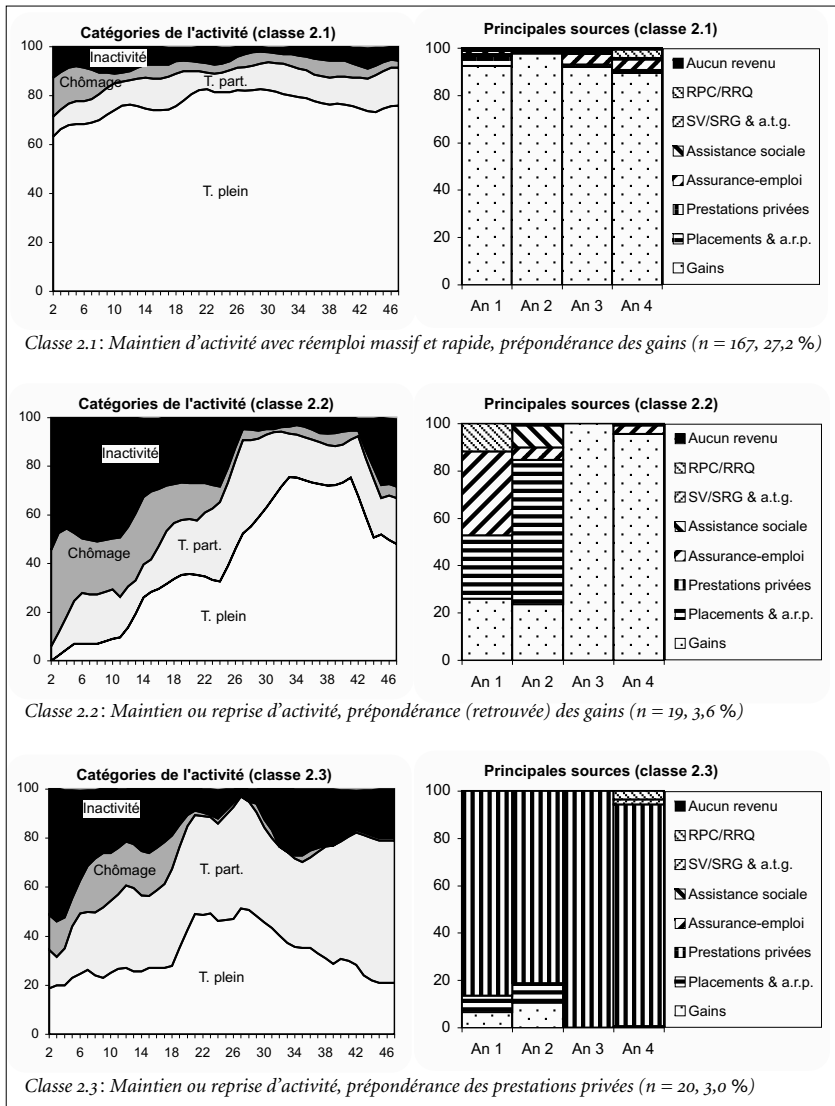 Catégories de l'activité (classe 2.1)
100
80
60
40
20
0
Inactivité
Chômage
T. part.
T. plein
2 6 10 14 18 22 26 30 34 38 42 46
Principales sources (classe 2.1)
100
80
60
40
20
0
An 1 An 2 An 3 An 4
Aucun revenu
RPC/RRQ
SV/SRG & a.t.g.
Assistance sociale
Assurance-emploi
Prestations privées
Placements & a.r.p.
Gains
Classe 2.1 : Maintien d'activité avec réemploi massif et rapide, prépondérance des gains (n = 167, 27,2 %)
Catégories de l'activité (classe 2.2)
100
80
60
40
20
0
Inactivité
Chômage
T. part.
T. plein
2 6 10 14 18 22 26 30 34 38 42 46
Principales sources (classe 2.2)
100
80
60
40
20
0
An 1 An 2 An 3 An 4
Aucun revenu
RPC/RRQ
SV/SRG & a.t.g.
Assistance sociale
Assurance-emploi
Prestations privées
Placements & a.r.p.
Gains
Classe 2.2 : Maintien ou reprise d'activité, prépondérance (retrouvée) des gains (n = 19, 3,6 %)
Catégories de l'activité (classe 2.3)
100
80
60
40
20
0
Inactivité
Chômage
T. part.
T. plein
2 6 10 14 18 22 26 30 34 38 42 46
Principales sources (classe 2.3)
100
80
60
40
20
0
An 1 An 2 An 3 An 4
Aucun revenu
RPC/RRQ
SV/SRG & a.t.g.
Assistance sociale
Assurance-emploi
Prestations privées
Placements & a.r.p.
Gains
Classe 2.3 : Maintien ou reprise d'activité, prépondérance des prestations privées (n = 20, 3,0 %)